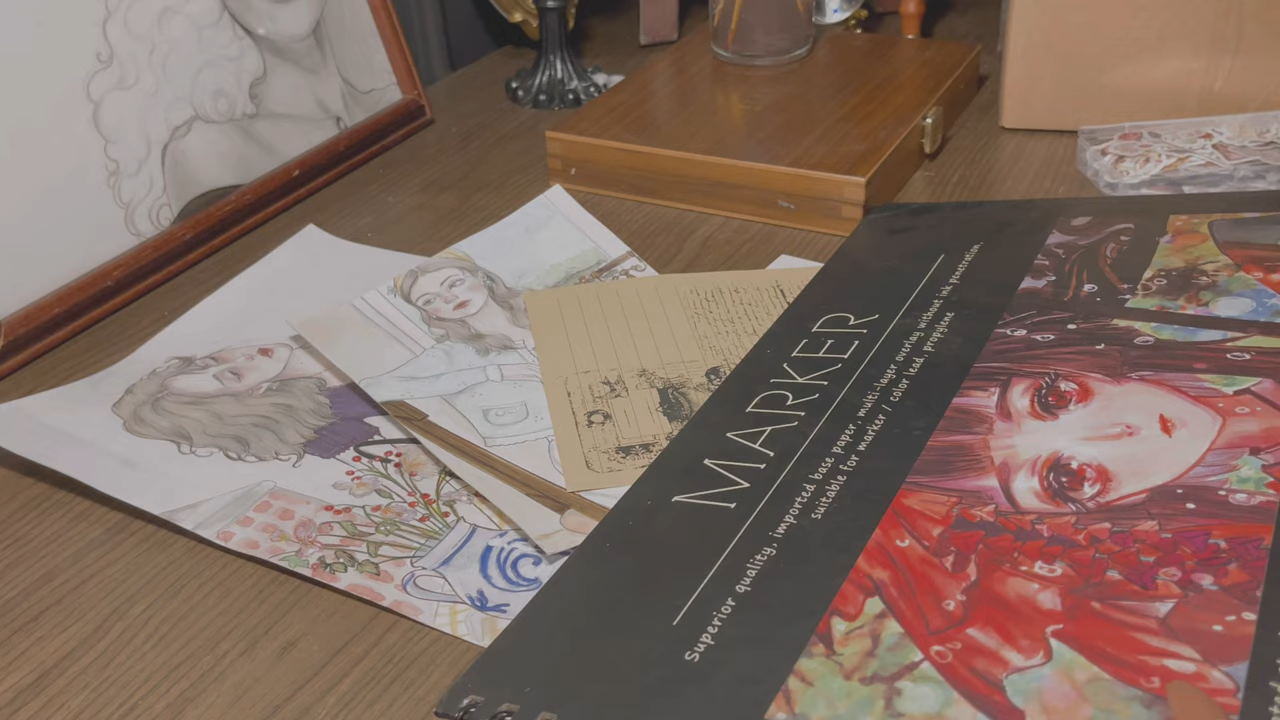 MARKER
Superior quality, imported base paper, multi-layer overlay without ink penetration,
suitable for marker / color lead, propylene